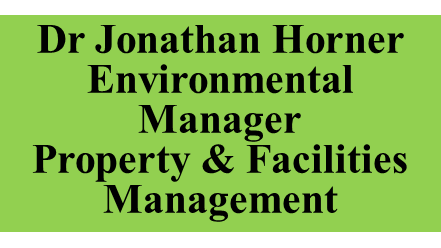 Dr Jonathan Horner
Environmental
Manager
Property & Facilities
Management